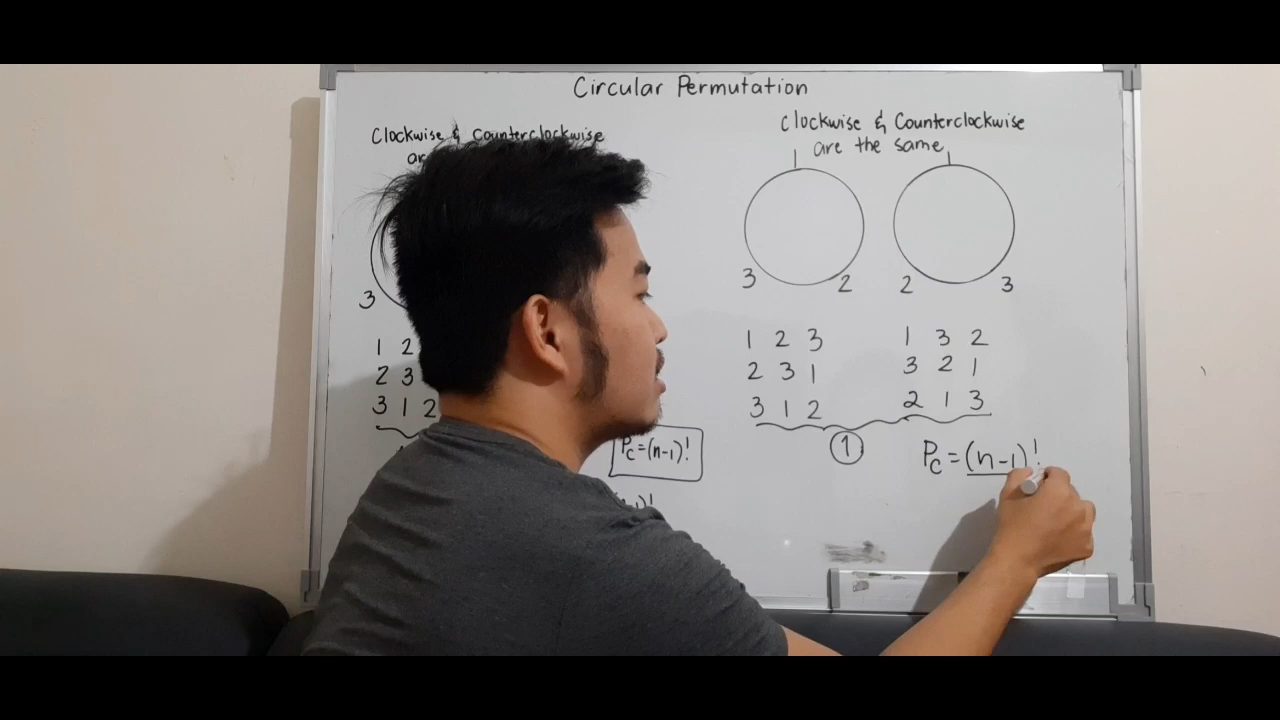 Circular Permutation
Clockwise & Counterclockwise
ar
3
1 2
2 3
3 1 2
Pc=(n-1)!
-1)!
Clockwise & Counterclockwise
are the same
1 1
3 2 2 3
1 2 3 1 3 2
2 3 1 3 2 1
3 1 2 2 1 3
1
Pc=(n-1)!